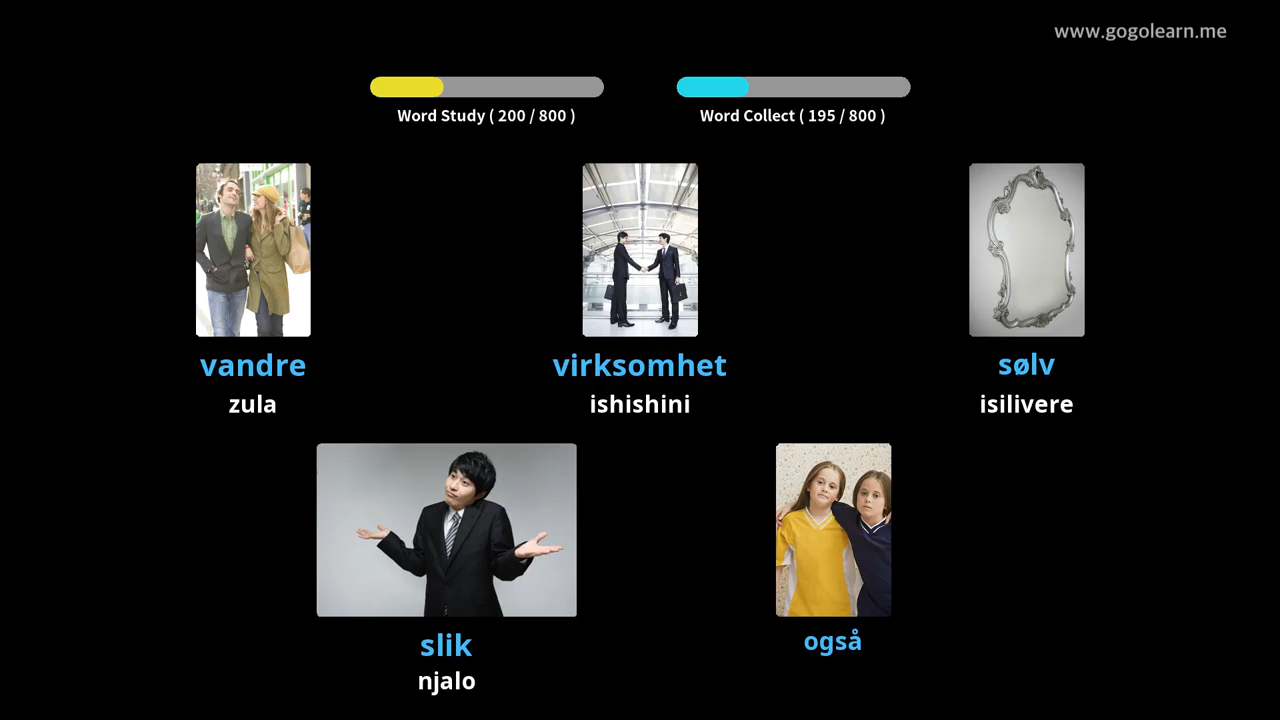 www.gogolearn.me
Word Study ( 200 / 800 )
Word Collect ( 195 / 800 )
vandre
zula
virksomhet
ishishini
sølv
isilivere
slik
njalo
også